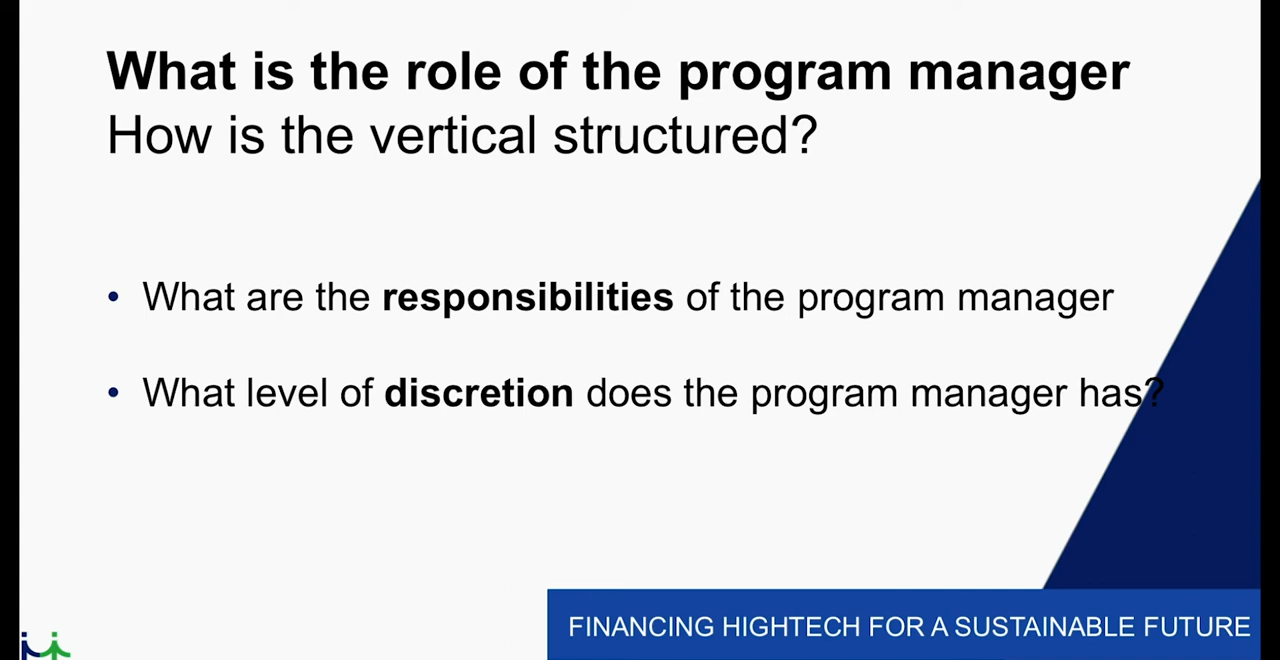 What is the role of the program manager
How is the vertical structured?
• What are the responsibilities of the program manager
• What level of discretion does the program manager has?
FINANCING HIGHTECH FOR A SUSTAINABLE FUTURE